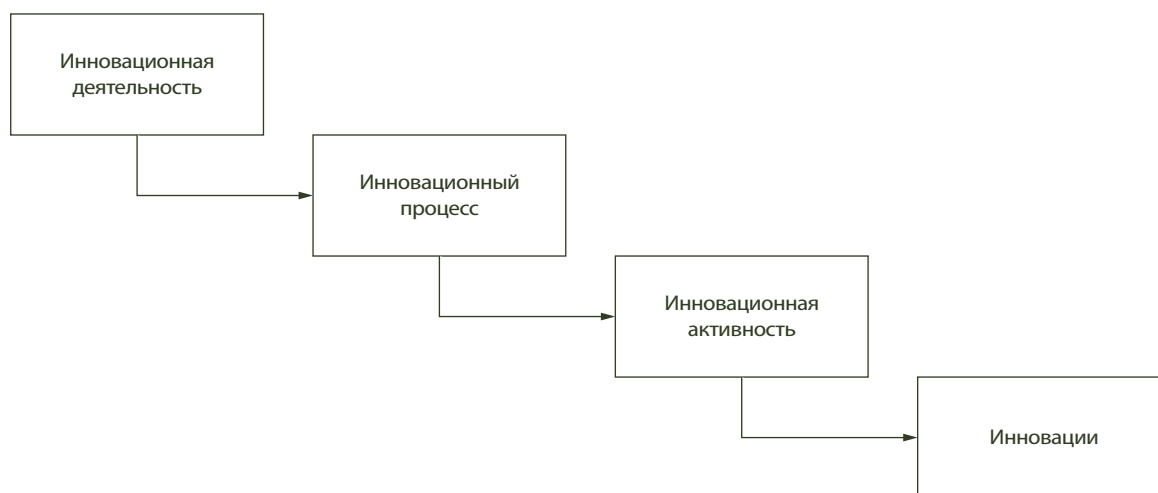 Инновационная
деятельность
Инновационный
процесс
Инновационная
активность
Инновации